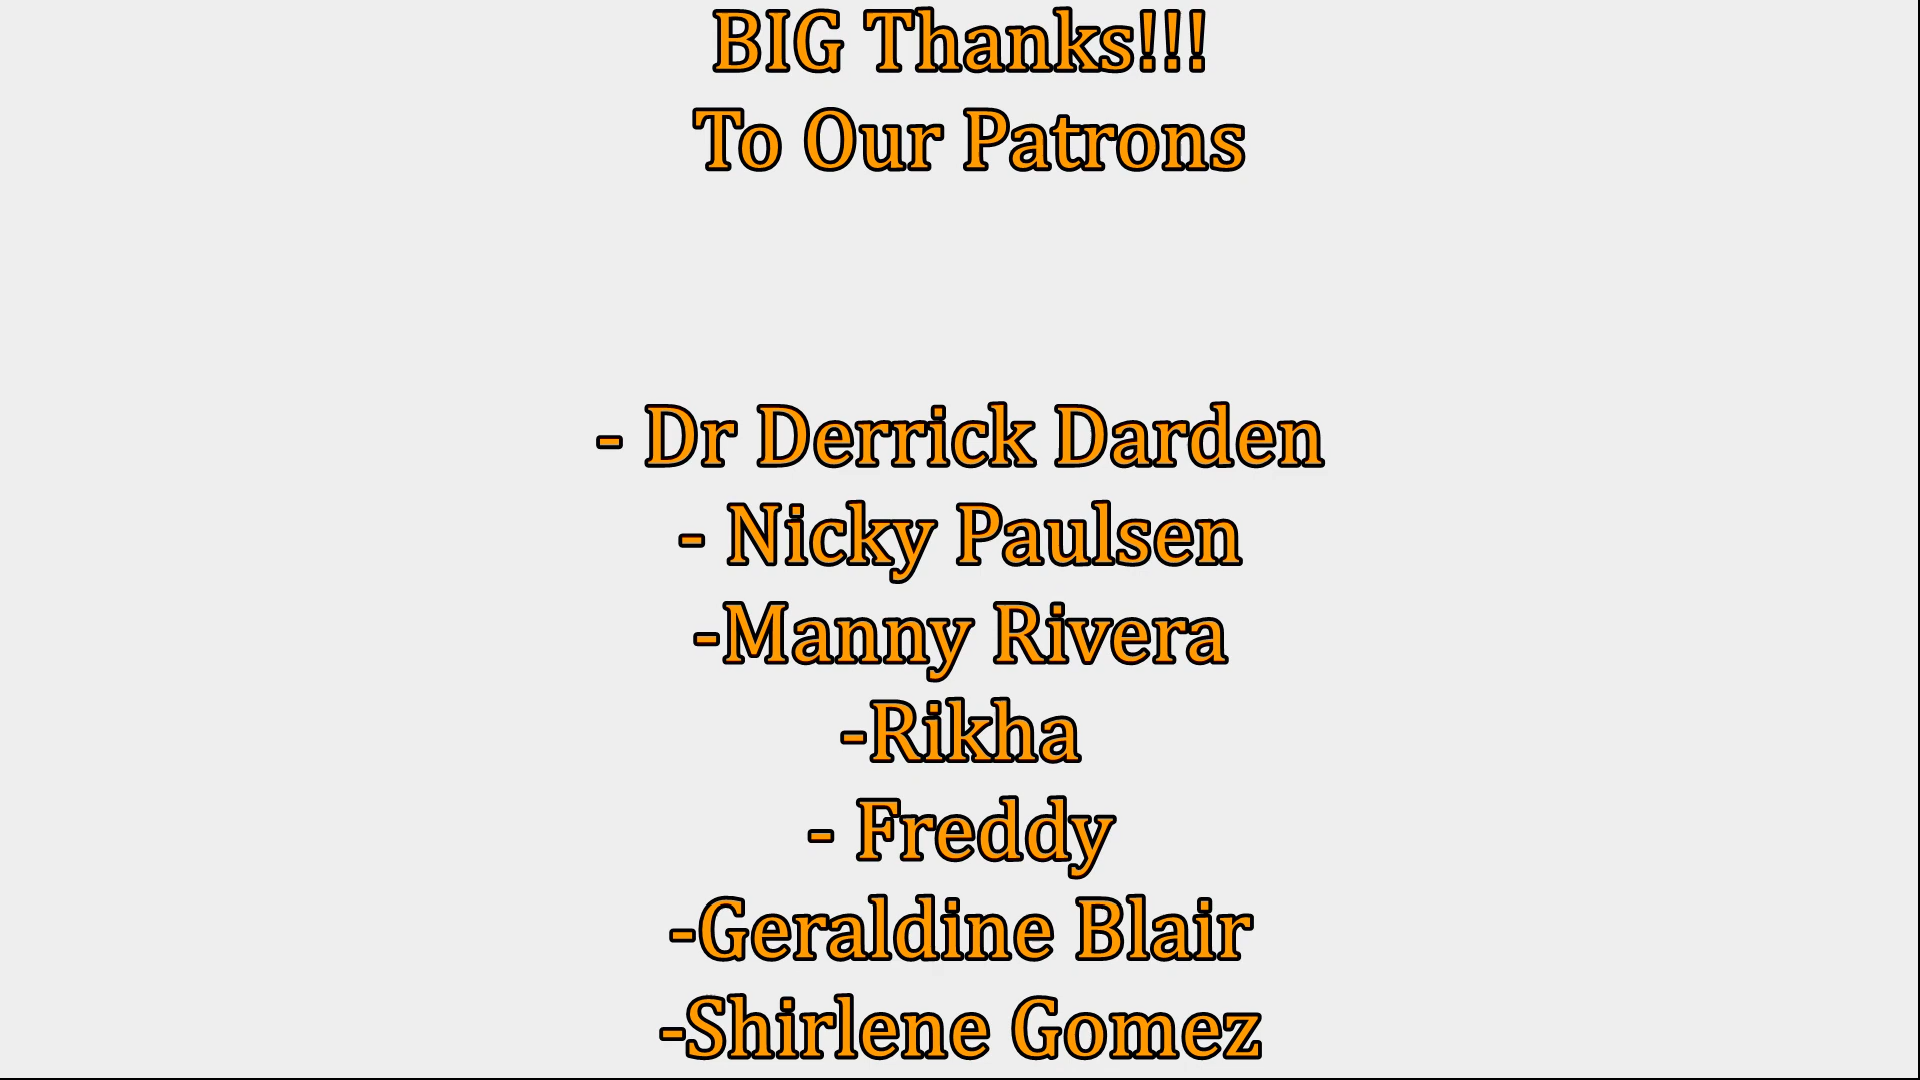 BIG Thanks!!!
To Our Patrons
- Dr Derrick Darden
- Nicky Paulsen
-Manny Rivera
-Rikha
- Freddy
-Geraldine Blair
-Shirlene Gomez